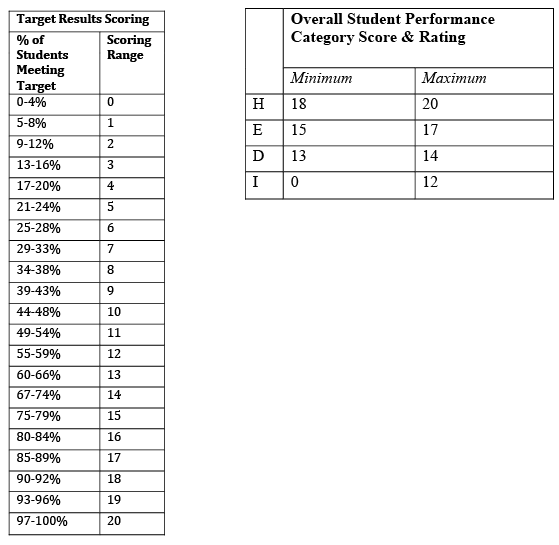 Target Results Scoring
% of Scoring
Students Range
Meeting
Target
0-4% 0
5-8% 1
9-12% 2
13-16% 3
17-20% 4
21-24% 5
25-28% 6
29-33% 7
34-38% 8
39-43% 9
44-48% 10
49-54% 11
55-59% 12
60-66% 13
67-74% 14
75-79% 15
80-84% 16
85-89% 17
90-92% 18
93-96% 19
97-100% 20
Overall Student Performance
Category Score & Rating
Minimum Maximum
H 18 20
E 15 17
D 13 14
I 0 12